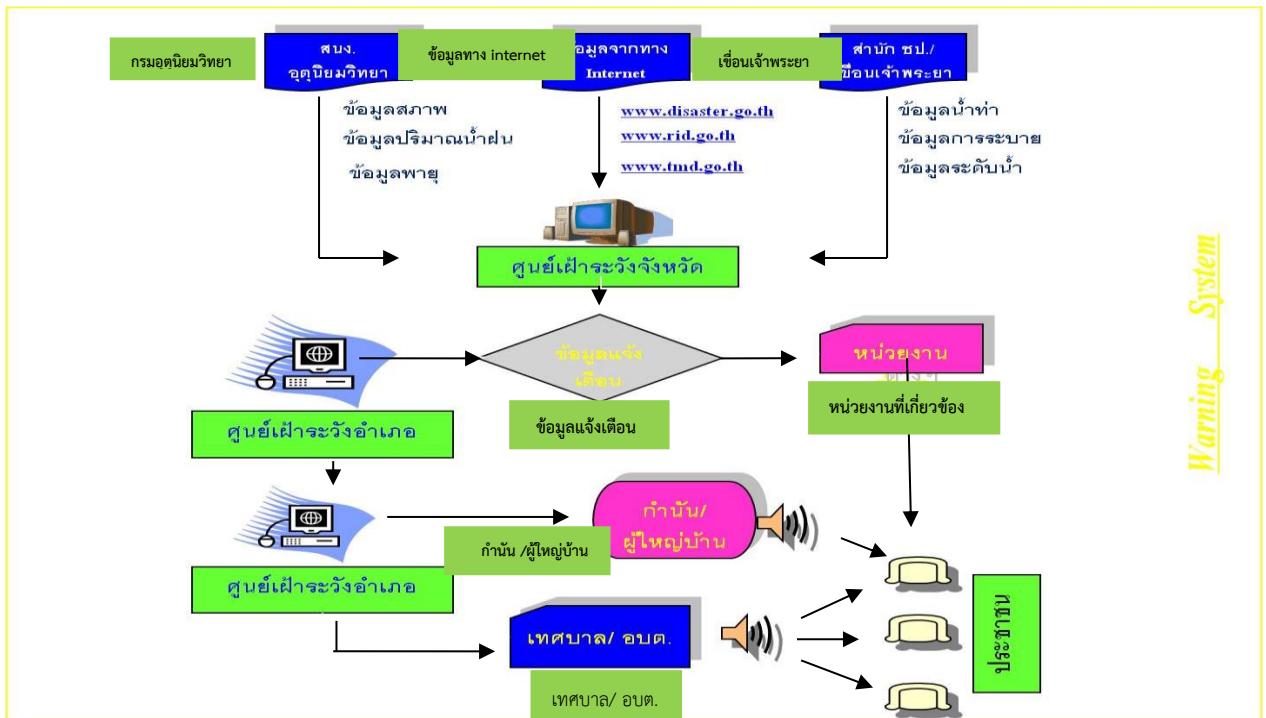 กรมอุตุนิยมวิทยา
สนง.
อุตุนิยมวิทยา
ข้อมูลทาง internet
ข้อมูลจากทาง
Internet
เขื่อนเจ้าพระยา
สำนัก ชป./
เขื่อนเจ้าพระยา
ข้อมูลสภาพ
ข้อมูลปริมาณน้ำฝน
ข้อมูลพายุ
www.disaster.go.th
www.rid.go.th
www.tmd.go.th
ข้อมูลน้ำท่า
ข้อมูลการระบาย
ข้อมูลระดับน้ำ
ศูนย์เฝ้าระวังจังหวัด
Warning System
ข้อมูลแจ้ง
เตือน
หน่วยงาน
ต่างๆ
ข้อมูลแจ้งเตือน
หน่วยงานที่เกี่ยวข้อง
ศูนย์เฝ้าระวังอำเภอ
กำนัน/
ผู้ใหญ่บ้าน
กำนัน /ผู้ใหญ่บ้าน
ศูนย์เฝ้าระวังอำเภอ
เทศบาล/ อบต.
เทศบาล/ อบต.
ประชาชน